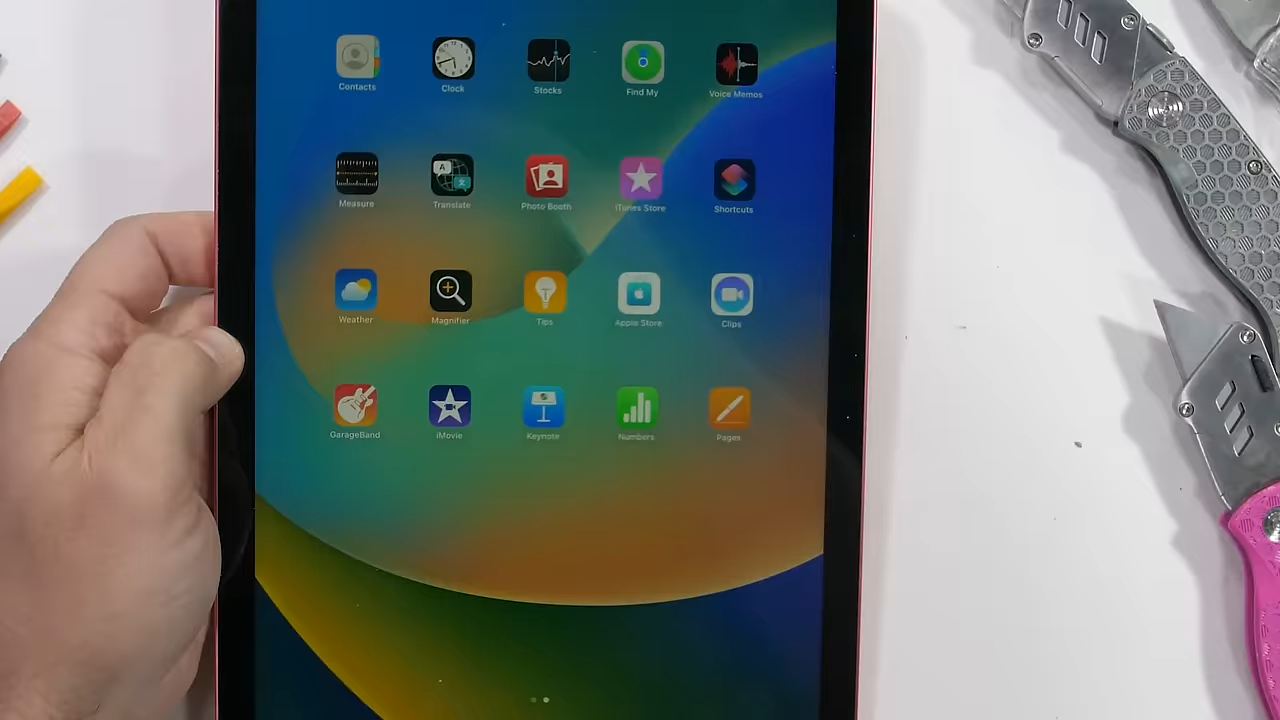 Contacts
Clock
Stocks
Find My
Voice Memos
Measure
Translate
Photo Booth
iTunes Store
Shortcuts
Weather
Magnifier
Tips
Apple Store
Clips
GarageBand
iMovie
Keynote
Numbers
Pages